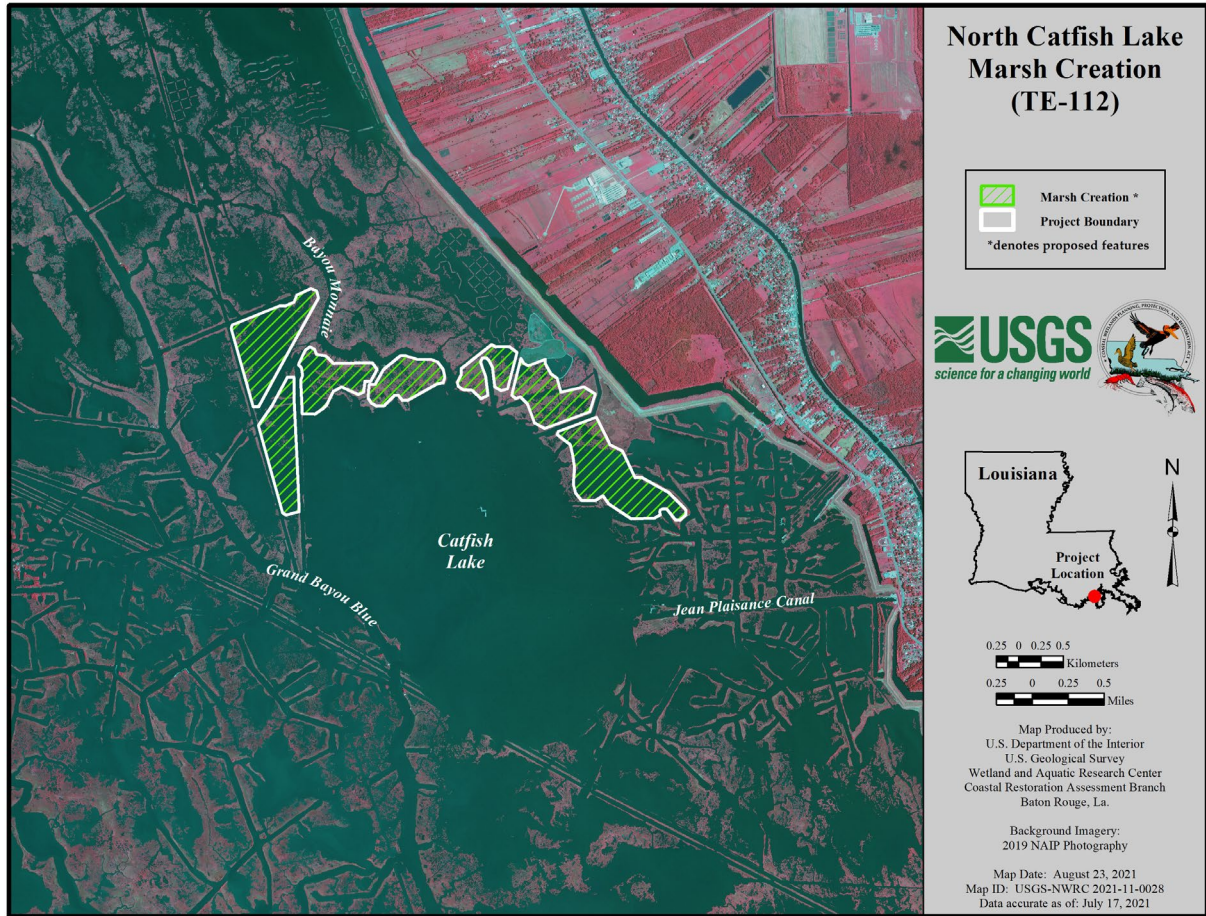 North Catfish Lake
Marsh Creation
(TE-112)
Marsh Creation *
Project Boundary
*denotes proposed features
USGS
science for a changing world
Louisiana
N
Project
Location
0.25 0 0.25 0.5
Kilometers
0.25 0 0.25 0.5
Miles
Map Produced by:
U.S. Department of the Interior
U.S. Geological Survey
Wetland and Aquatic Research Center
Coastal Restoration Assessment Branch
Baton Rouge, La.
Background Imagery:
2019 NAIP Photography
Map Date: August 23, 2021
Map ID: USGS-NWRC 2021-11-0028
Data accurate as of: July 17, 2021
Bayou Monnaie
Catfish
Lake
Grand Bayou Blue
Jean Plaisance Canal